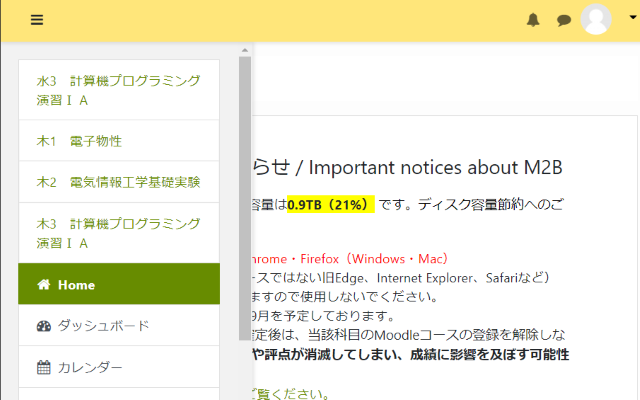 水3　計算機プログラミング
演習ⅠA
木1　電子物性
木2　電気情報工学基礎実験
木3　計算機プログラミング
演習ⅠA
Home
ダッシュボード
カレンダー
らせ / Important notices about M2B
容量は0.9TB（21%） です。ディスク容量節約へのご
hrome・Firefox（Windows・Mac）
ースではない旧Edge、Internet Explorer、Safariなど）
ますので使用しないでください。
9月を予定しております。
定後は、当該科目のMoodleコースの登録を解除しな
や評点が消滅してしまい、成績に影響を及ぼす可能性
ご覧ください。